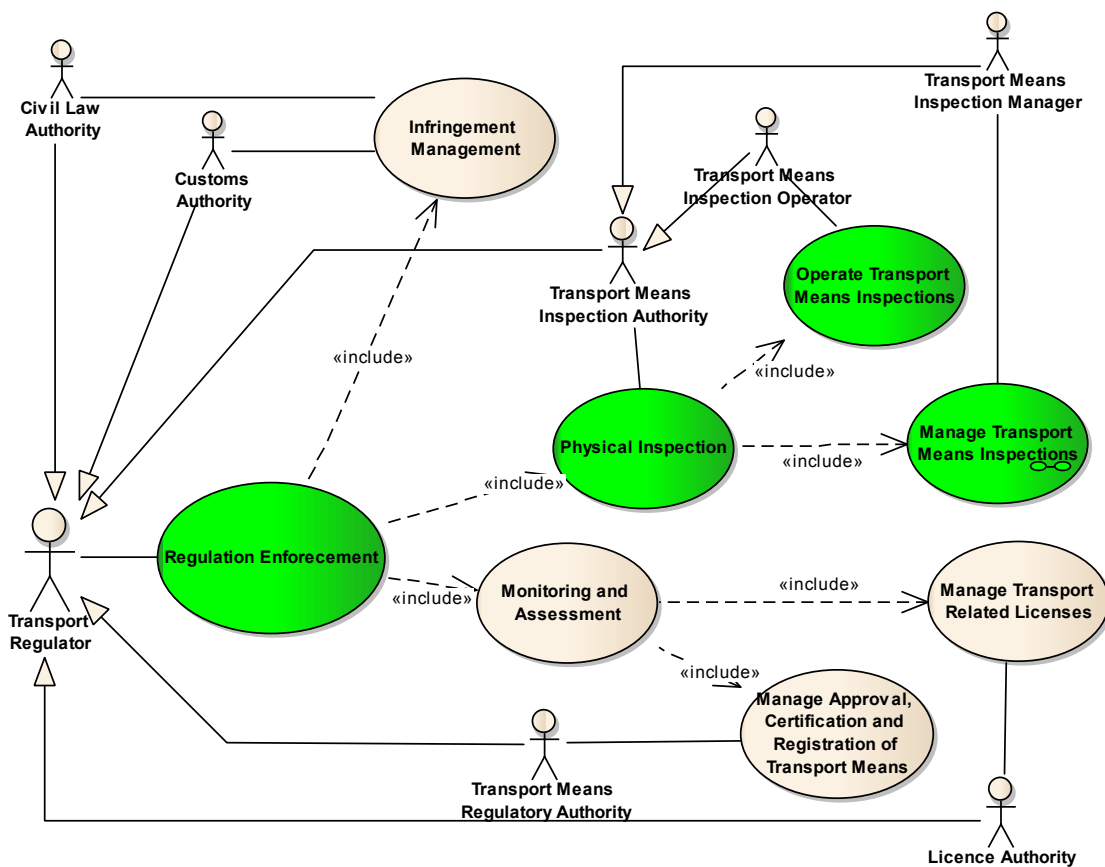 Civil Law
Authority
Customs
Authority
Infringement
Management
Transport Means
Inspection Manager
Transport Means
Inspection Operator
Transport Means
Inspection Authority
Operate Transport
Means Inspections
«include»
«include»
Physical Inspection
«include»
Manage Transport
Means Inspections
«include»
Regulation Enforecement
«include»
Monitoring and
Assessment
«include»
Manage Transport
Related Licenses
Transport
Regulator
«include»
Manage Approval,
Certification and
Registration of
Transport Means
Transport Means
Regulatory Authority
Licence Authority